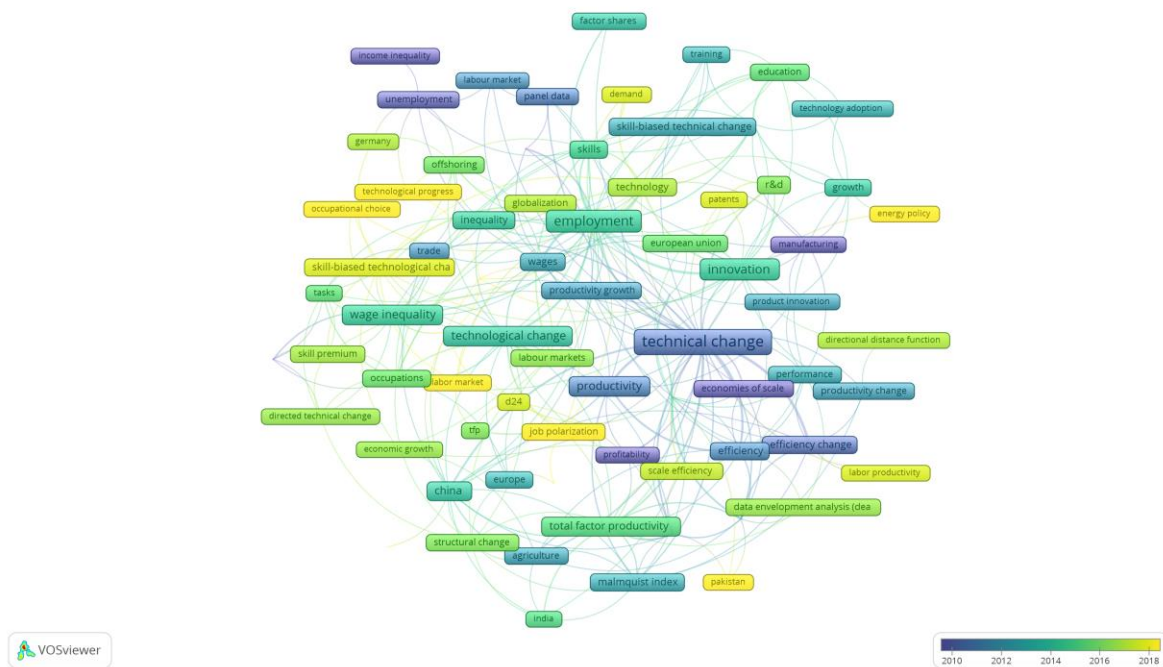 factor shares
income inequality
training
labour market
education
unemployment
panel data
demand
technology adoption
skill-biased technical change
germany
skills
offshoring
technological progress
technology
r&d
growth
globalization
patents
occupational choice
inequality
employment
energy policy
european union
manufacturing
trade
wages
skill-biased technological cha
innovation
tasks
productivity growth
product innovation
wage inequality
technological change
technical change
directional distance function
skill premium
labour markets
occupations
labor market
productivity
economies of scale
performance
productivity change
d24
directed technical change
tfp
job polarization
economic growth
profitability
efficiency
efficiency change
scale efficiency
labor productivity
europe
china
data envelopment analysis (dea
total factor productivity
structural change
agriculture
malmquist index
pakistan
india
VOSviewer
2010 2012 2014 2016 2018